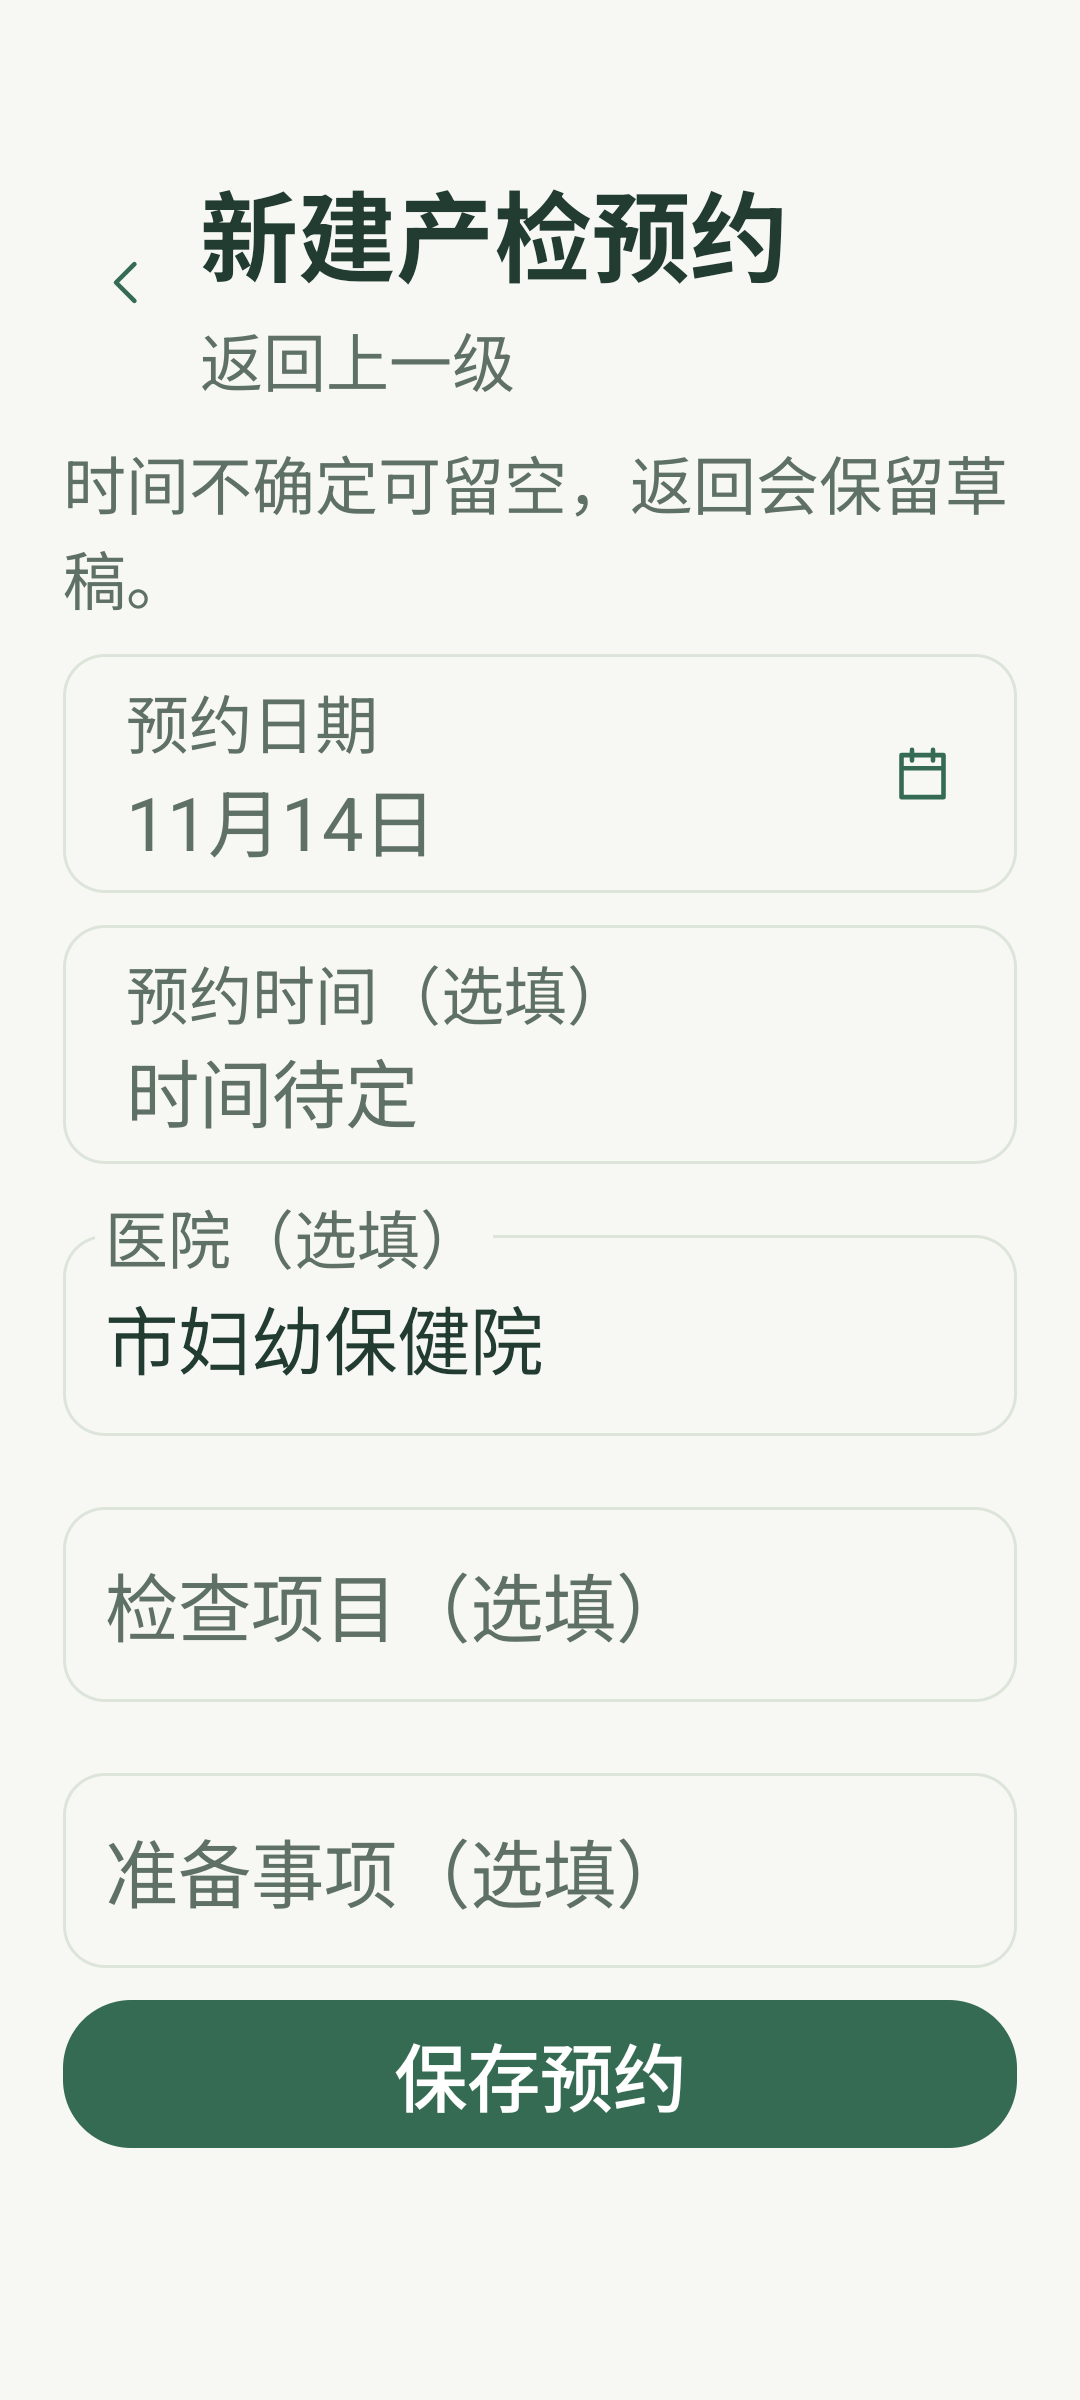 新建产检预约
返回上一级
时间不确定可留空，返回会保留草
稿。
预约日期
11月14日
预约时间（选填）
时间待定
医院（选填）
市妇幼保健院
检查项目（选填）
准备事项（选填）
保存预约